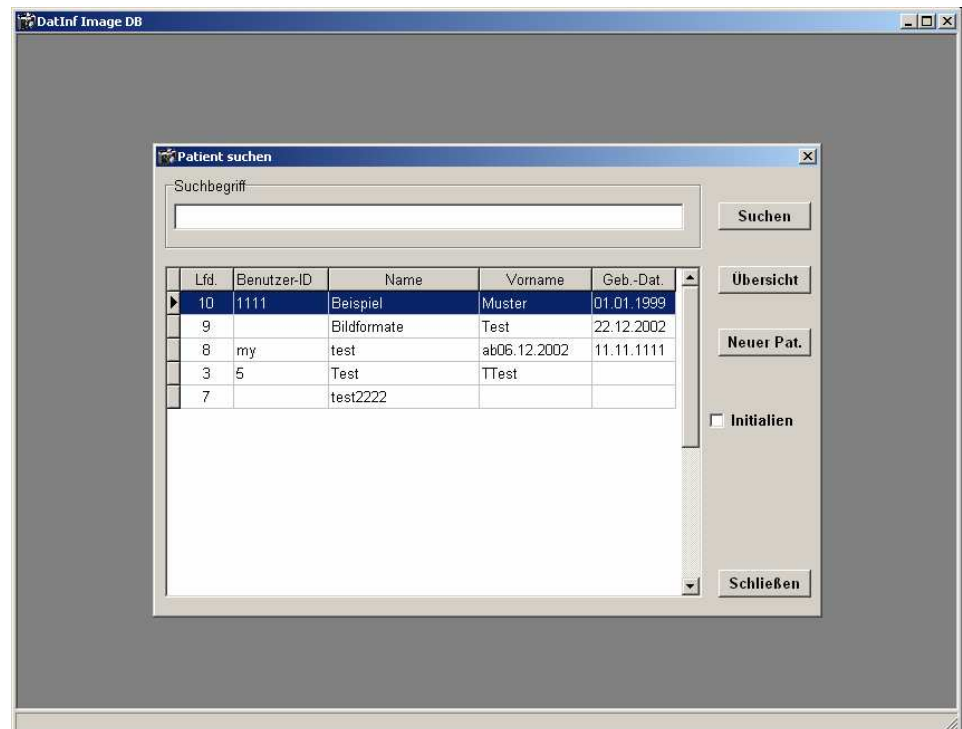 DatInf Image DB
Patient suchen
Suchbegriff
Suchen
Lfd. Benutzer-ID Name Vorname Geb.-Dat.
Übersicht
10 1111 Beispiel Muster 01.01.1999
9 Bildformate Test 22.12.2002
Neuer Pat.
8 my test ab06.12.2002 11.11.1111
3 5 Test TTest
7 test2222
Initialien
Schließen